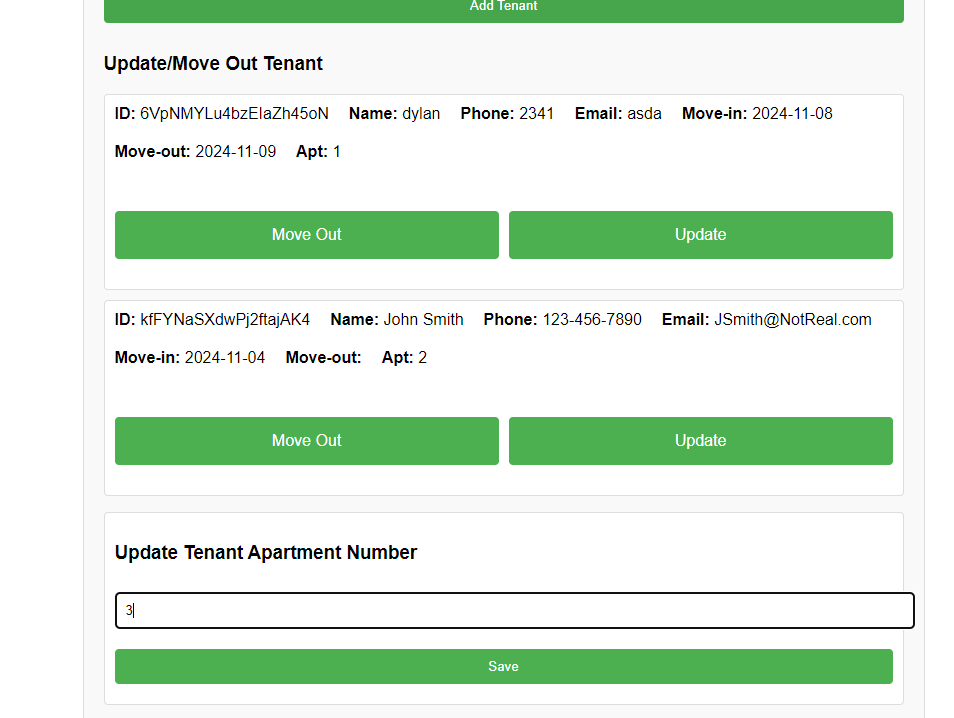 Add Tenant
Update/Move Out Tenant
ID: 6VpNMYLu4bzElaZh45oN Name: dylan Phone: 2341 Email: asda Move-in: 2024-11-08
Move-out: 2024-11-09 Apt: 1
Move Out Update
ID: kfFYNaSXdwPj2ftajAK4 Name: John Smith Phone: 123-456-7890 Email: JSmith@NotReal.com
Move-in: 2024-11-04 Move-out: Apt: 2
Move Out Update
Update Tenant Apartment Number
3
Save